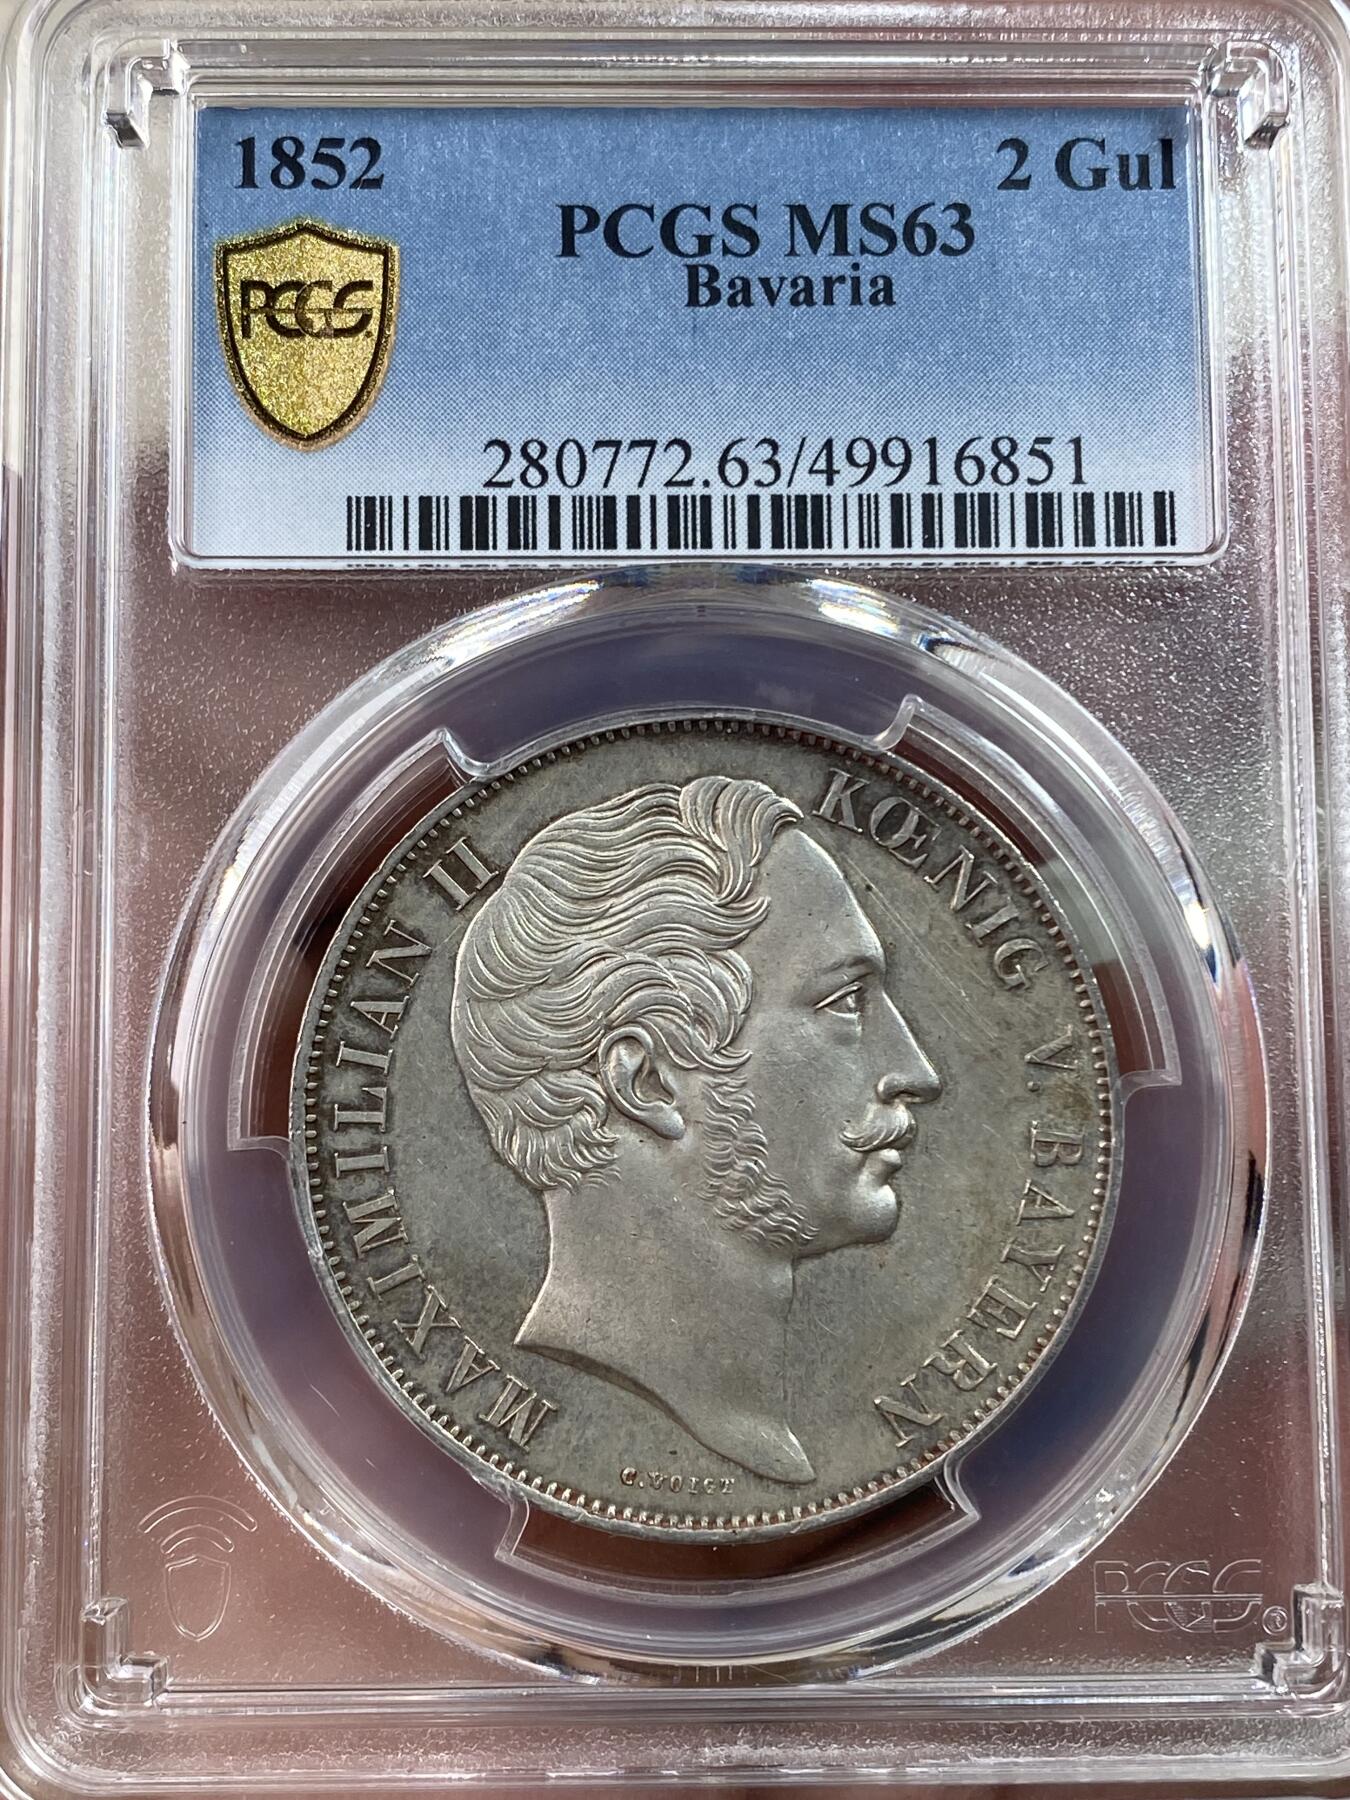 1852
2 Gul
PCGS MS63
Bavaria
PCGS
280772.63/49916851
MAXIMILIAN II
KŒNIG V. BAYERN
C. VOIGT
PCGS®